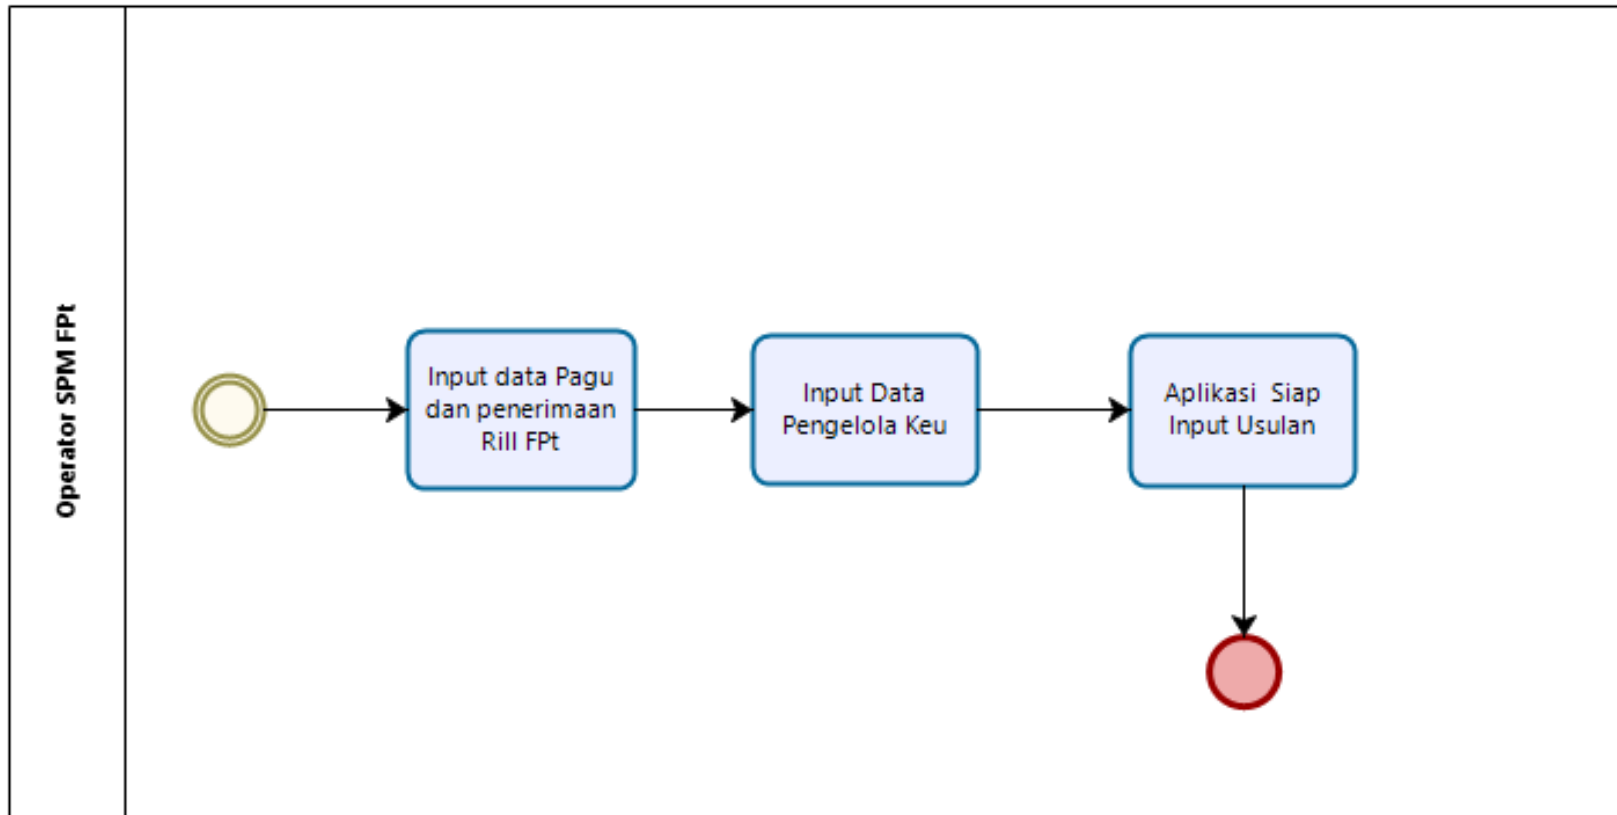 Operator SPM FPt
Input data Pagu
dan penerimaan
Rill FPt
Input Data
Pengelola Keu
Aplikasi  Siap
Input Usulan